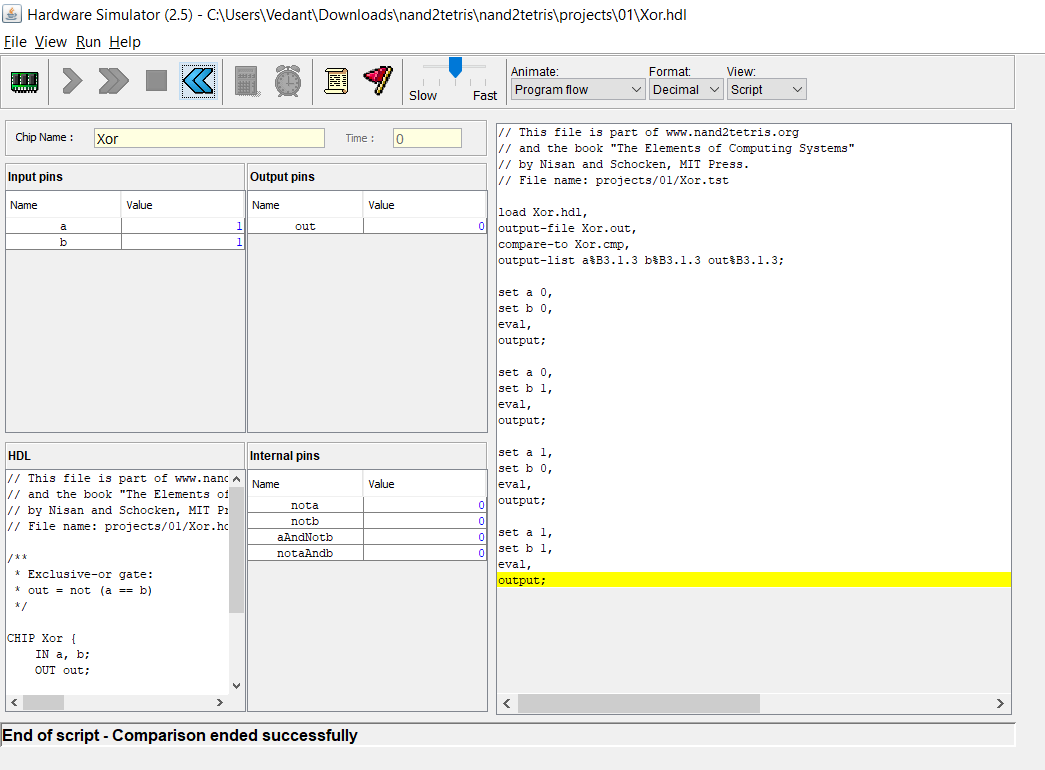 Hardware Simulator (2.5) - C:\Users\Vedant\Downloads\nand2tetris\nand2tetris\projects\01\Xor.hdl
File View Run Help
Slow Fast
Animate:
Program flow
Format:
Decimal
View:
Script
Chip Name : Xor Time : 0
Input pins
Name Value
a 1
b 1
Output pins
Name Value
out 0
HDL
// This file is part of www.nand
// and the book "The Elements of
// by Nisan and Schocken, MIT Pr
// File name: projects/01/Xor.hd
/**
* Exclusive-or gate:
* out = not (a == b)
*/
CHIP Xor {
IN a, b;
OUT out;
Internal pins
Name Value
nota 0
notb 0
aAndNotb 0
notaAndb 0
// This file is part of www.nand2tetris.org
// and the book "The Elements of Computing Systems"
// by Nisan and Schocken, MIT Press.
// File name: projects/01/Xor.tst
load Xor.hdl,
output-file Xor.out,
compare-to Xor.cmp,
output-list a%B3.1.3 b%B3.1.3 out%B3.1.3;
set a 0,
set b 0,
eval,
output;
set a 0,
set b 1,
eval,
output;
set a 1,
set b 0,
eval,
output;
set a 1,
set b 1,
eval,
output;
End of script - Comparison ended successfully